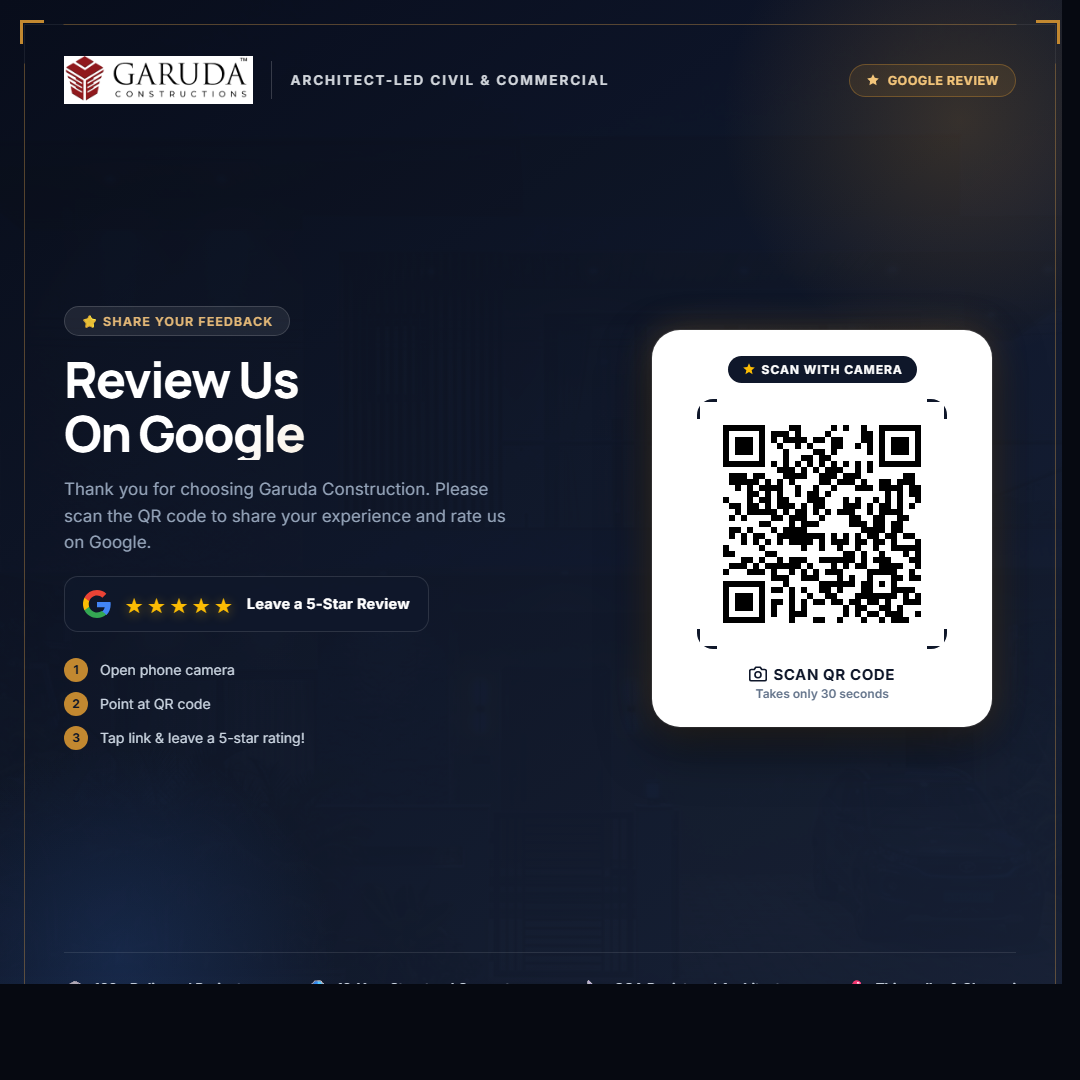 GARUDA™
CONSTRUCTIONS
ARCHITECT-LED CIVIL & COMMERCIAL
GOOGLE REVIEW
SHARE YOUR FEEDBACK
Review Us
On Google
Thank you for choosing Garuda Construction. Please
scan the QR code to share your experience and rate us
on Google.
Leave a 5-Star Review
1 Open phone camera
2 Point at QR code
3 Tap link & leave a 5-star rating!
SCAN WITH CAMERA
SCAN QR CODE
Takes only 30 seconds